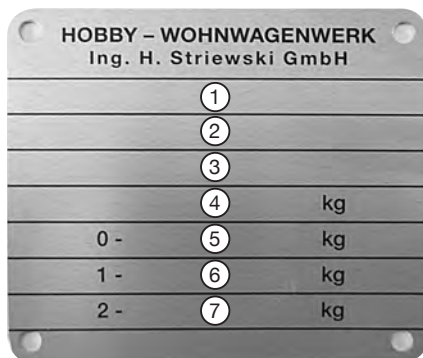 HOBBY – WOHNWAGENWERK
Ing. H. Striewski GmbH
1
2
3
4 kg
0 - 5 kg
1 - 6 kg
2 - 7 kg